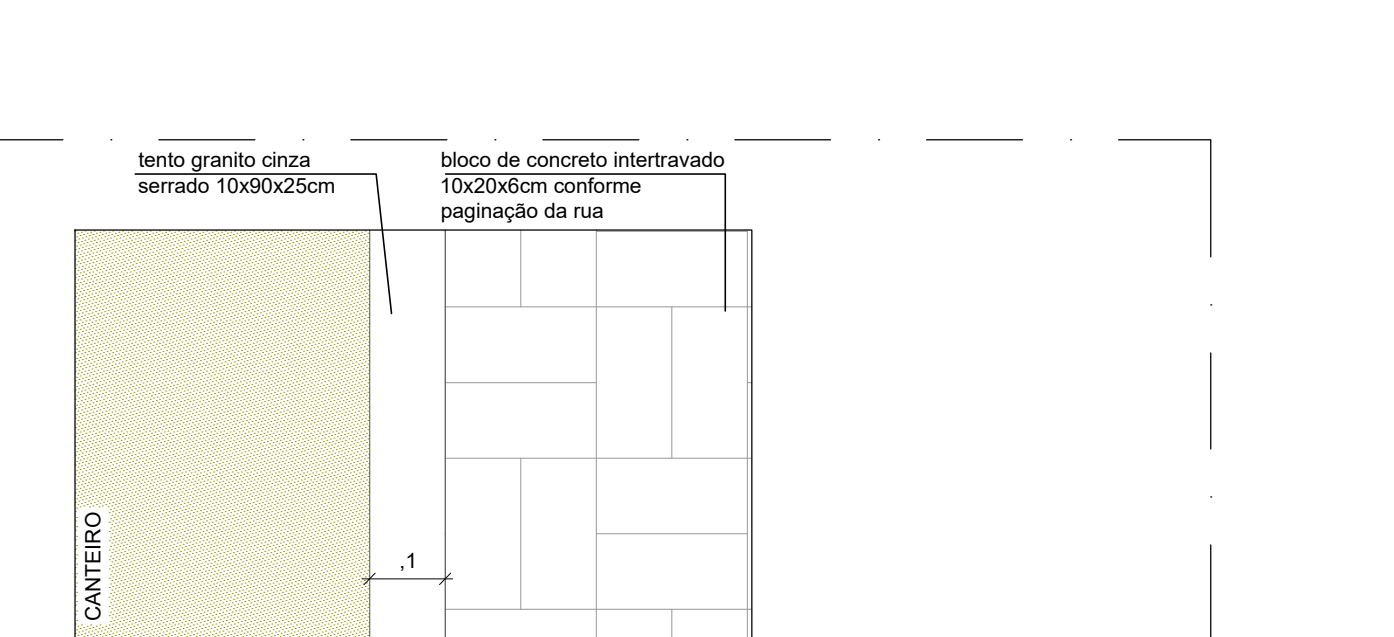 tento granito cinza
serrado 10x90x25cm
bloco de concreto intertravado
10x20x6cm conforme
paginação da rua
CANTEIRO
,1